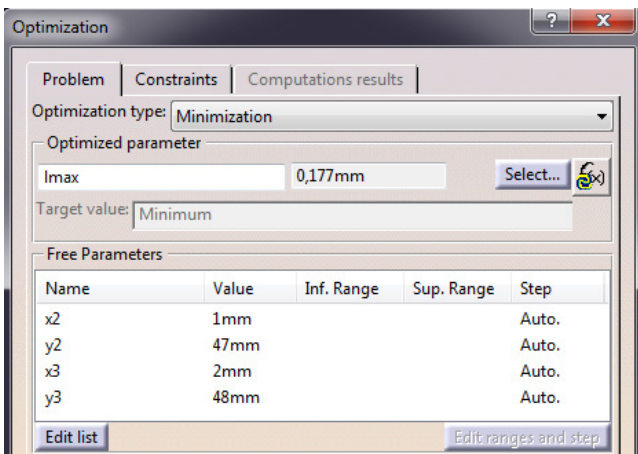 Optimization
Problem Constraints Computations results
Optimization type: Minimization
Optimized parameter
Imax 0,177mm Select... f(x)
Target value: Minimum
Free Parameters
Name Value Inf. Range Sup. Range Step
x2 1mm Auto.
y2 47mm Auto.
x3 2mm Auto.
y3 48mm Auto.
Edit list Edit ranges and step